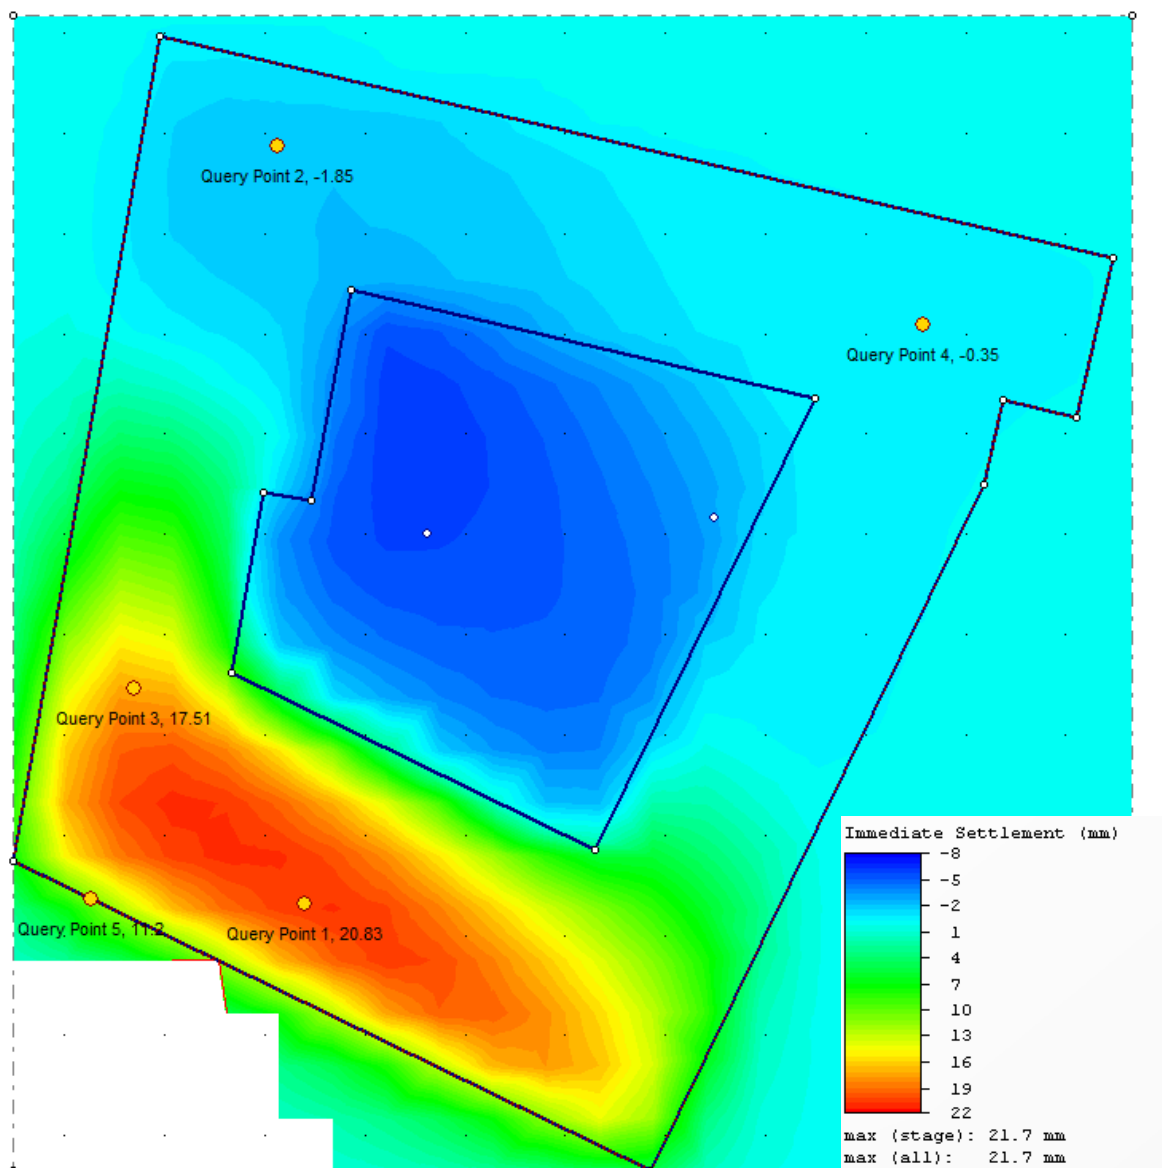 Query Point 2, -1.85
Query Point 4, -0.35
Query Point 3, 17.51
Query Point 5, 11.2
Query Point 1, 20.83
Immediate Settlement (mm)
-8
-5
-2
1
4
7
10
13
16
19
22
max (stage): 21.7 mm
max (all): 21.7 mm